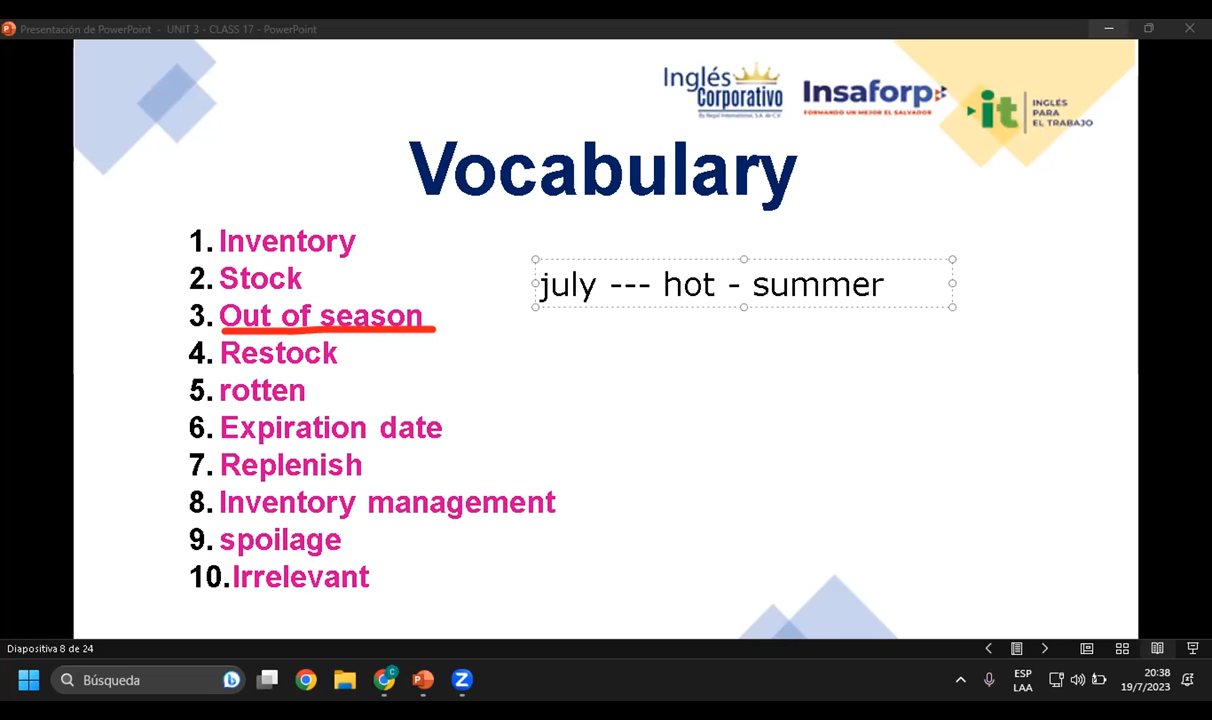 Presentación de PowerPoint - UNIT 3 - CLASS 17 - PowerPoint
Inglés
Corporativo
By Regal International, S.A. de C.V.
Insaforp
FORMANDO UN MEJOR EL SALVADOR
it
INGLÉS
PARA
EL TRABAJO
Vocabulary
1. Inventory
2. Stock
3. Out of season
4. Restock
5. rotten
6. Expiration date
7. Replenish
8. Inventory management
9. spoilage
10. Irrelevant
july --- hot - summer
Diapositiva 8 de 24
Búsqueda
ESP
LAA
20:38
19/7/2023